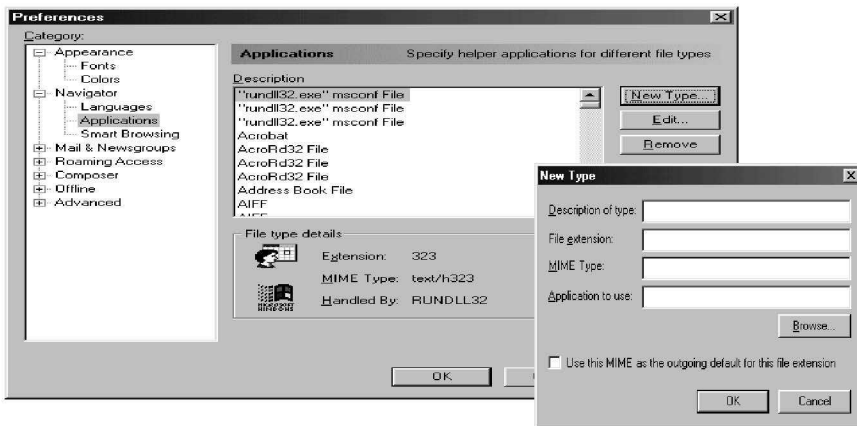 Preferences
Category:
Appearance
Fonts
Colors
Navigator
Languages
Applications
Smart Browsing
Mail & Newsgroups
Roaming Access
Composer
Offline
Advanced
Applications Specify helper applications for different file types
Description
"rundll32.exe" msconf File
"rundll32.exe" msconf File
"rundll32.exe" msconf File
Acrobat
AcroRd32 File
AcroRd32 File
AcroRd32 File
Address Book File
AIFF
New Type...
Edit...
Remove
File type details
Extension: 323
MIME Type: text/h323
Handled By: RUNDLL32
MICROSOFT
WINDOWS
OK
New Type
Description of type:
File extension:
MIME Type:
Application to use:
Browse...
Use this MIME as the outgoing default for this file extension
OK Cancel